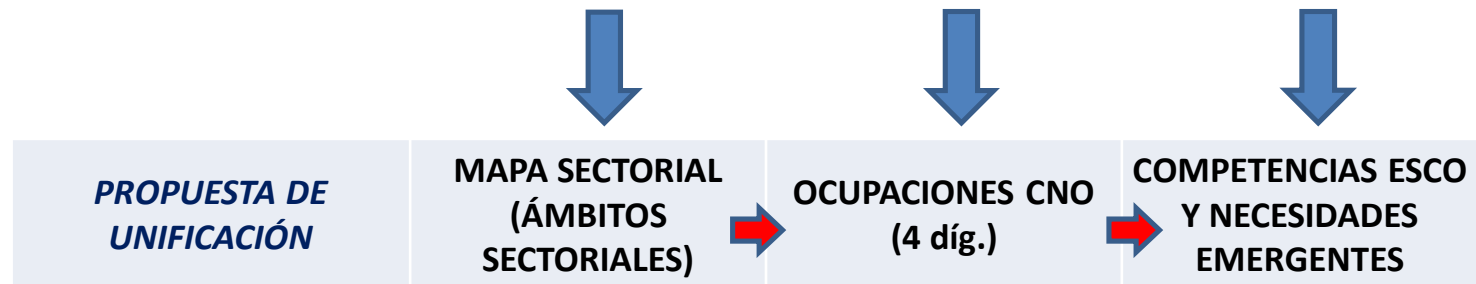 PROPUESTA DE
UNIFICACIÓN
MAPA SECTORIAL
(ÁMBITOS
SECTORIALES)
OCUPACIONES CNO
(4 díg.)
COMPETENCIAS ESCO
Y NECESIDADES
EMERGENTES